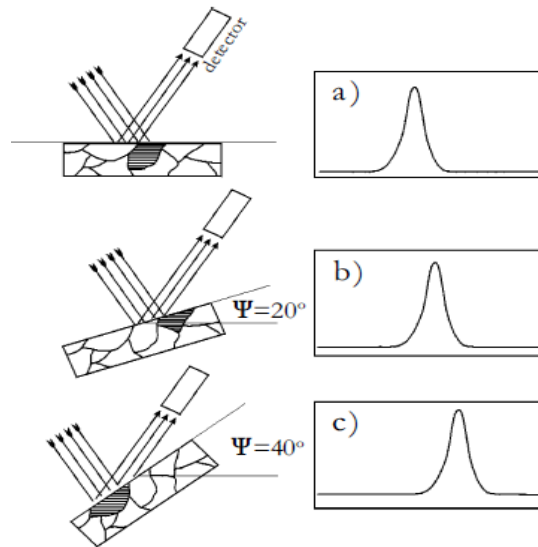 detector
a)
b)
Ψ=20°
c)
Ψ=40°